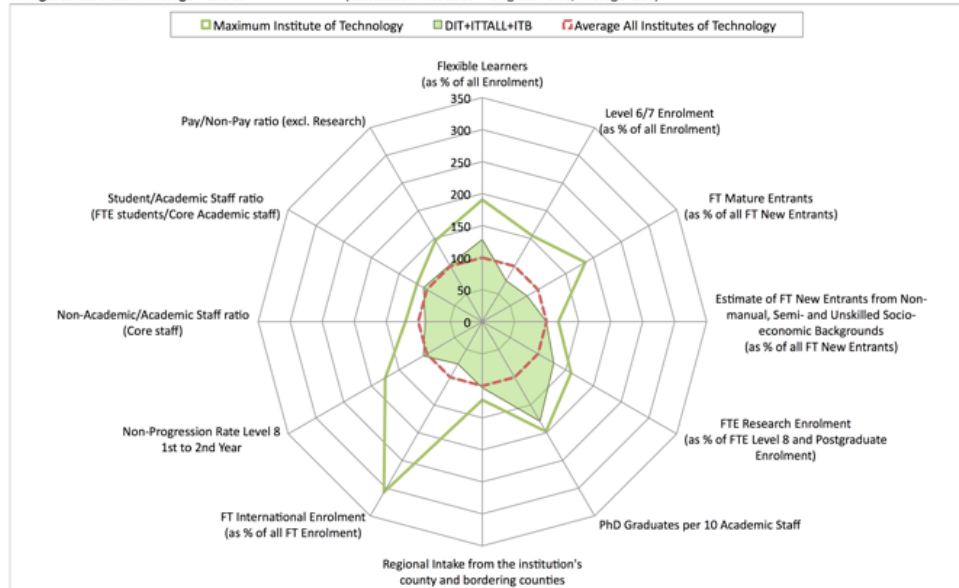 Maximum Institute of Technology
DIT+ITTALL+ITB
Average All Institutes of Technology
Flexible Learners
(as % of all Enrolment)
Level 6/7 Enrolment
(as % of all Enrolment)
FT Mature Entrants
(as % of all FT New Entrants)
Estimate of FT New Entrants from Non-
manual, Semi- and Unskilled Socio-
economic Backgrounds
(as % of all FT New Entrants)
FTE Research Enrolment
(as % of FTE Level 8 and Postgraduate
Enrolment)
PhD Graduates per 10 Academic Staff
Regional Intake from the institution's
county and bordering counties
FT International Enrolment
(as % of all FT Enrolment)
Non-Progression Rate Level 8
1st to 2nd Year
Non-Academic/Academic Staff ratio
(Core staff)
Student/Academic Staff ratio
(FTE students/Core Academic staff)
Pay/Non-Pay ratio (excl. Research)
350
300
250
200
150
100
50
0